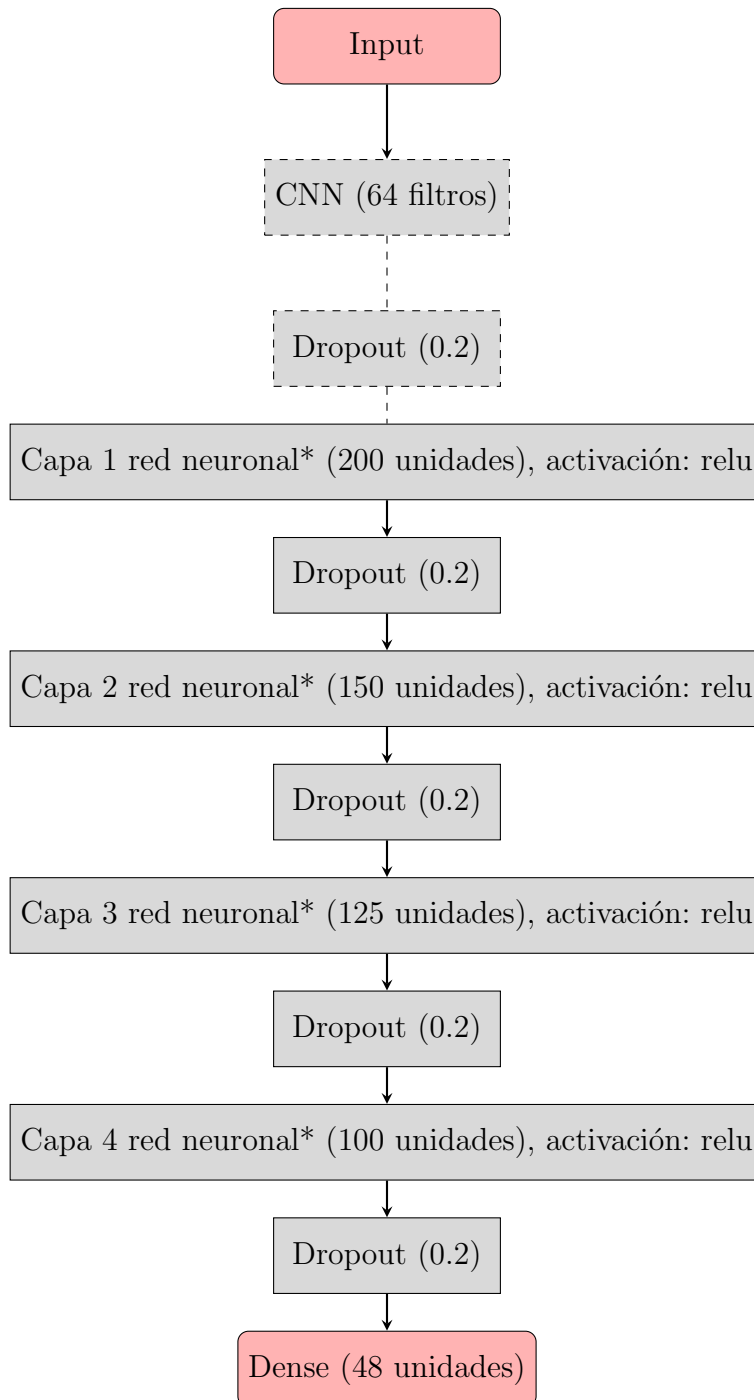 Input
CNN (64 filtros)
Dropout (0.2)
Capa 1 red neuronal* (200 unidades), activación: relu
Dropout (0.2)
Capa 2 red neuronal* (150 unidades), activación: relu
Dropout (0.2)
Capa 3 red neuronal* (125 unidades), activación: relu
Dropout (0.2)
Capa 4 red neuronal* (100 unidades), activación: relu
Dropout (0.2)
Dense (48 unidades)